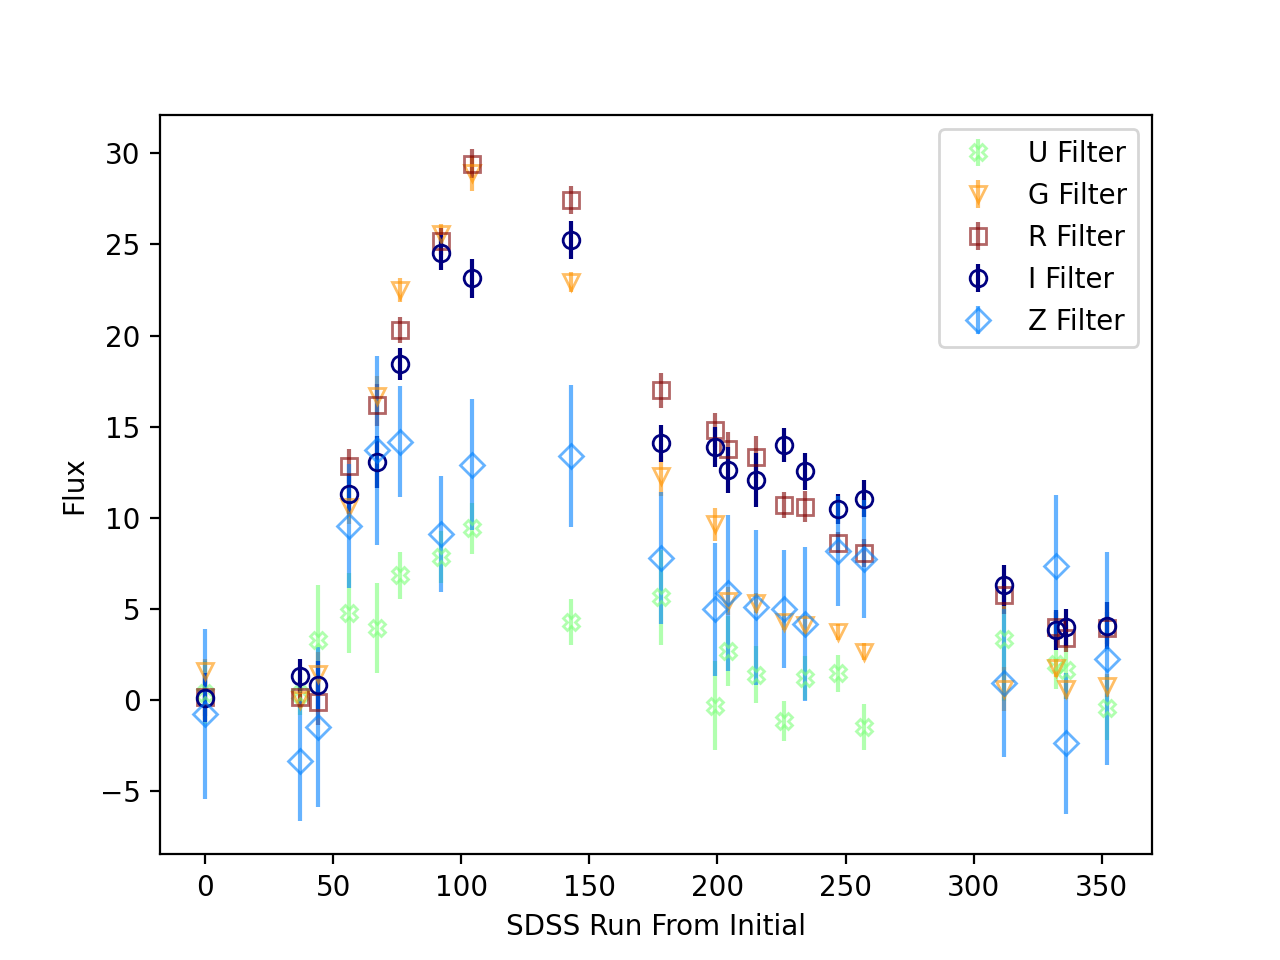 30
25
20
15
10
5
0
−5
0 50 100 150 200 250 300 350
Flux
SDSS Run From Initial
U Filter
G Filter
R Filter
I Filter
Z Filter